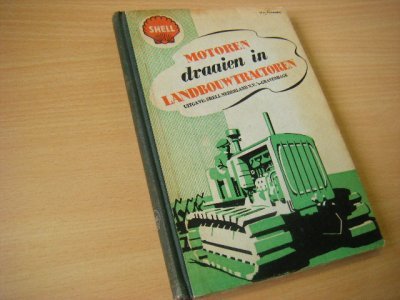 SHELL
MOTOREN
draaien in
LANDBOUWTRACTOREN
UITGAVE: SHELL NEDERLAND N.V. 's-GRAVENHAGE